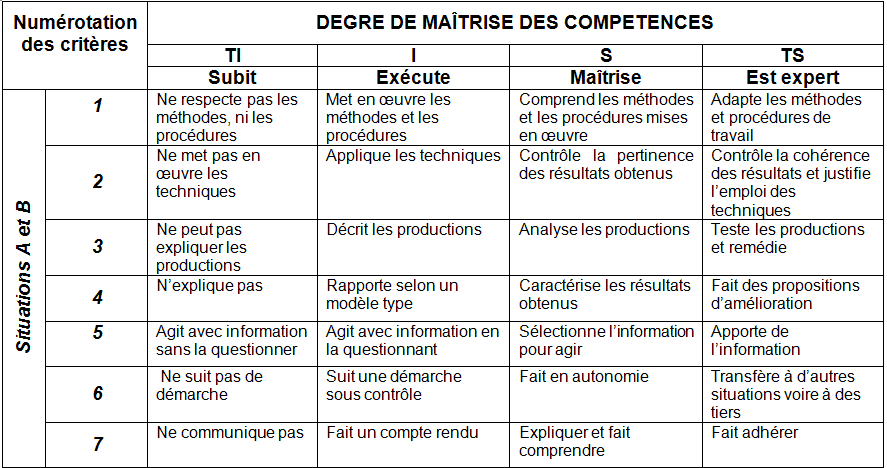 Numérotation
des critères
DEGRE DE MAÎTRISE DES COMPETENCES
TI
I
S
TS
Subit
Exécute
Maîtrise
Est expert
Situations A et B
1
Ne respecte pas les
méthodes, ni les
procédures
Met en œuvre les
méthodes et les
procédures
Comprend les méthodes
et les procédures mises
en œuvre
Adapte les méthodes
et procédures de
travail
2
Ne met pas en
œuvre les
techniques
Applique les techniques
Contrôle la pertinence
des résultats obtenus
Contrôle la cohérence
des résultats et justifie
l’emploi des
techniques
3
Ne peut pas
expliquer les
productions
Décrit les productions
Analyse les productions
Teste les productions
et remédie
4
N’explique pas
Rapporte selon un
modèle type
Caractérise les résultats
obtenus
Fait des propositions
d’amélioration
5
Agit avec information
sans la questionner
Agit avec information en
la questionnant
Sélectionne l’information
pour agir
Apporte de
l’information
6
Ne suit pas de
démarche
Suit une démarche
sous contrôle
Fait en autonomie
Transfère à d’autres
situations voire à des
tiers
7
Ne communique pas
Fait un compte rendu
Expliquer et fait
comprendre
Fait adhérer